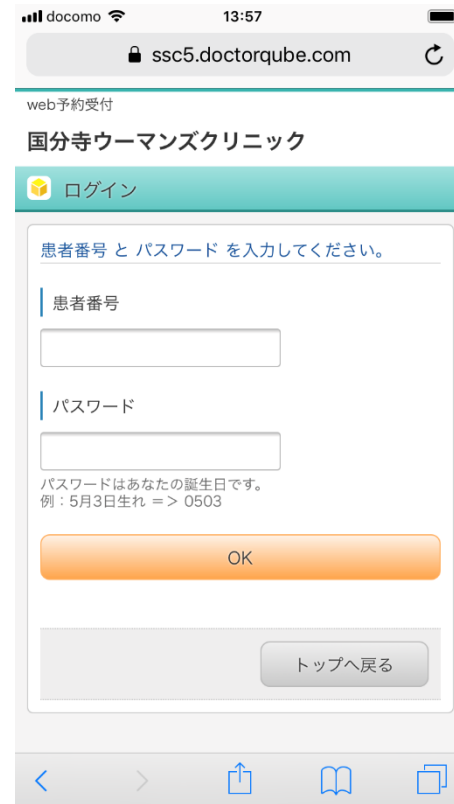 docomo 13:57
ssc5.doctorqube.com
web予約受付
国分寺ウーマンズクリニック
ログイン
患者番号 と パスワード を入力してください。
患者番号
パスワード
パスワードはあなたの誕生日です。
例：5月3日生れ => 0503
OK
トップへ戻る